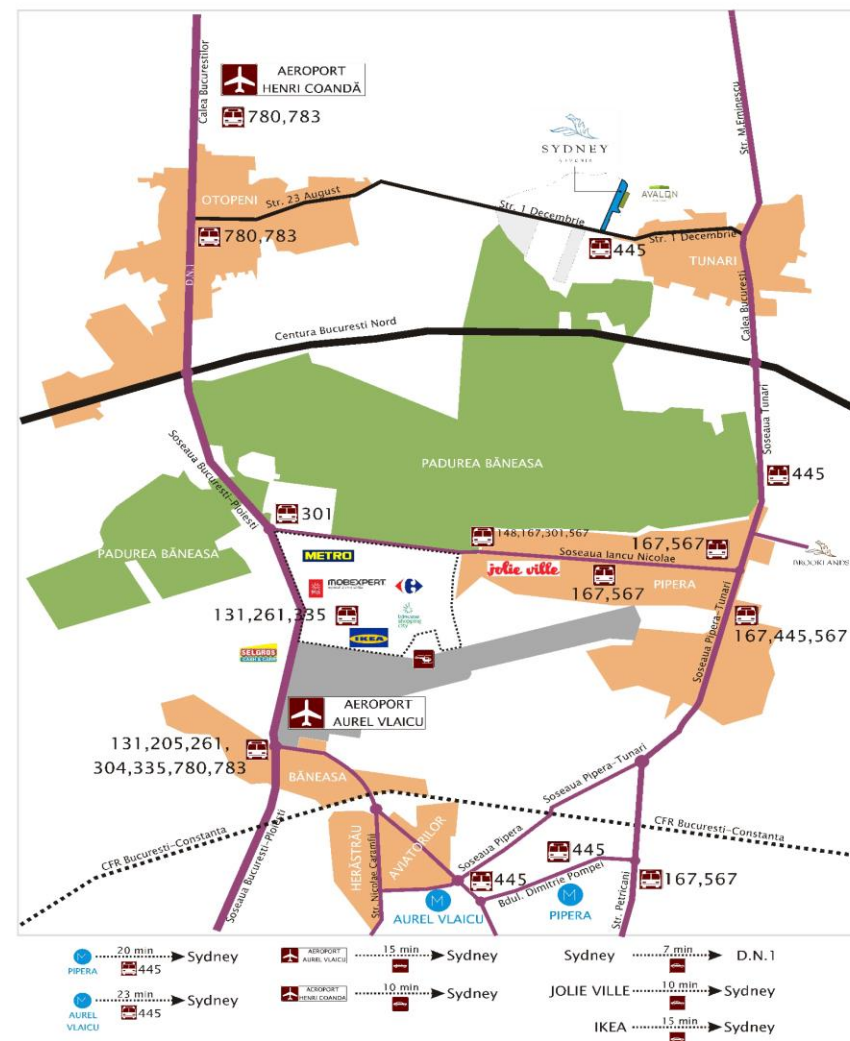 Calea Bucurestilor
AEROPORT
HENRI COANDĂ
780,783
Str. M.Eminescu
SYDNEY
AVALON
OTOPENI
Str. 23 August
780,783
D.N.1
Str. 1 Decembrie
445
Str. 1 Decembrie
TUNARI
Calea Bucuresti
Centura Bucuresti Nord
Soseaua Tunari
PADUREA BĂNEASA
445
Soseaua Bucuresti-Ploiesti
301
PADUREA BĂNEASA
148,167,301,567
167,567
Soseaua Iancu Nicolae
BROOKLANDS
METRO
jolie ville
PIPERA
167,567
MOBEXPERT
131,261,335
IKEA
167,445,567
Soseaua Pipera-Tunari
SELGROS
AEROPORT
AUREL VLAICU
131,205,261,
304,335,780,783
BĂNEASA
Soseaua Pipera-Tunari
CFR Bucuresti-Constanta
CFR Bucuresti-Constanta
HERĂSTRĂU
AVIATORILOR
Soseaua Bucuresti-Ploiesti
Str. Nicolae Caramfil
Soseaua Pipera
445
445
Bdul. Dimitrie Pompei
167,567
Str. Petricani
M
AUREL VLAICU
M
PIPERA
M
PIPERA
20 min
445
Sydney
AEROPORT
AUREL VLAICU
15 min
Sydney
Sydney
7 min
D.N.1
M
AUREL
VLAICU
23 min
445
Sydney
AEROPORT
HENRI COANDĂ
10 min
Sydney
JOLIE VILLE
10 min
Sydney
IKEA
15 min
Sydney